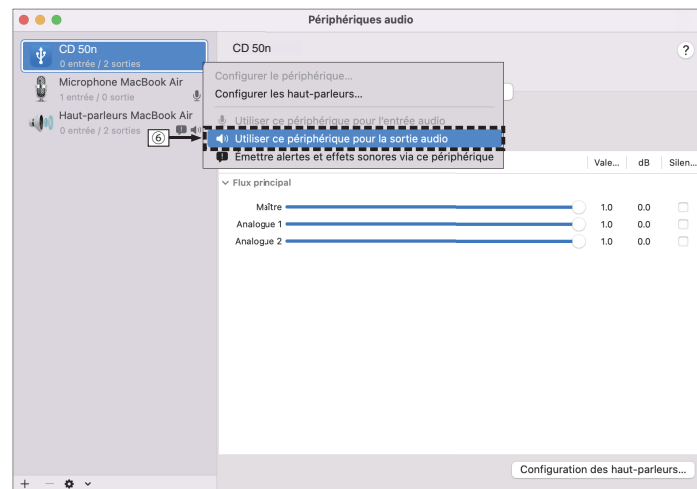 Périphériques audio
CD 50n
0 entrée / 2 sorties
Microphone MacBook Air
1 entrée / 0 sortie
Haut-parleurs MacBook Air
0 entrée / 2 sorties
⑥
CD 50n
?
Configurer le périphérique...
Configurer les haut-parleurs...
Utiliser ce périphérique pour l'entrée audio
Utiliser ce périphérique pour la sortie audio
Émettre alertes et effets sonores via ce périphérique
Vale... dB Silen...
Flux principal
Maître 1.0 0.0
Analogue 1 1.0 0.0
Analogue 2 1.0 0.0
Configuration des haut-parleurs...